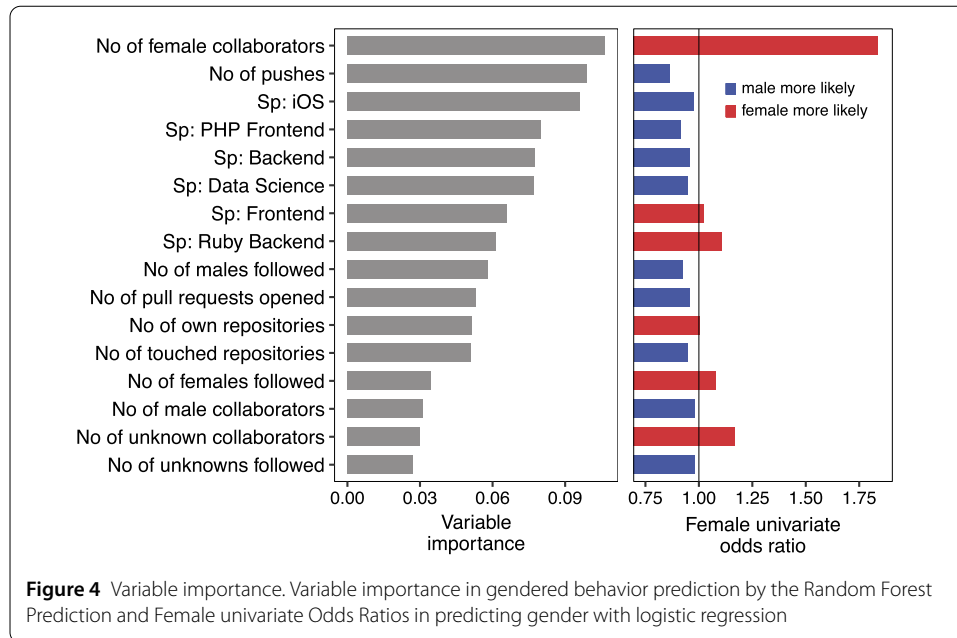 No of female collaborators
No of pushes
Sp: iOS
Sp: PHP Frontend
Sp: Backend
Sp: Data Science
Sp: Frontend
Sp: Ruby Backend
No of males followed
No of pull requests opened
No of own repositories
No of touched repositories
No of females followed
No of male collaborators
No of unknown collaborators
No of unknowns followed
0.00 0.03 0.06 0.09
Variable
importance
male more likely
female more likely
0.75 1.00 1.25 1.50 1.75
Female univariate
odds ratio
Figure 4 Variable importance. Variable importance in gendered behavior prediction by the Random Forest
Prediction and Female univariate Odds Ratios in predicting gender with logistic regression